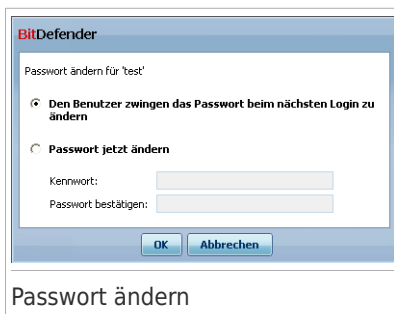 BitDefender
Passwort ändern für 'test'
Den Benutzer zwingen das Passwort beim nächsten Login zu
ändern
Passwort jetzt ändern
Kennwort:
Passwort bestätigen:
OK Abbrechen
Passwort ändern